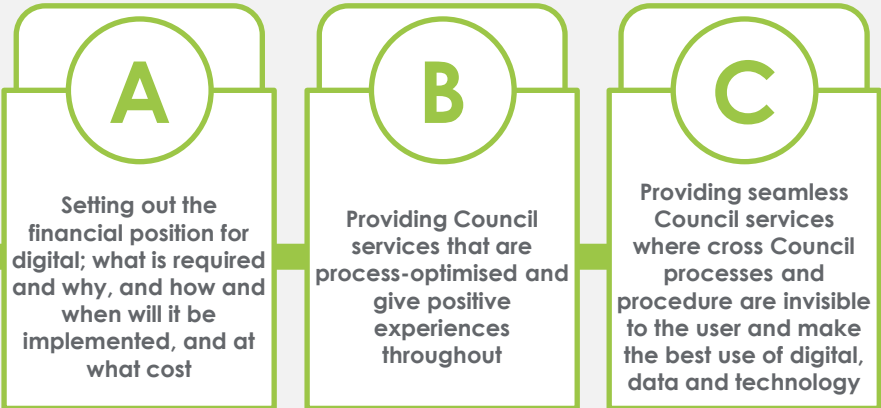 A
Setting out the
financial position for
digital; what is required
and why, and how and
when will it be
implemented, and at
what cost
B
Providing Council
services that are
process-optimised and
give positive
experiences
throughout
C
Providing seamless
Council services
where cross Council
processes and
procedure are invisible
to the user and make
the best use of digital,
data and technology